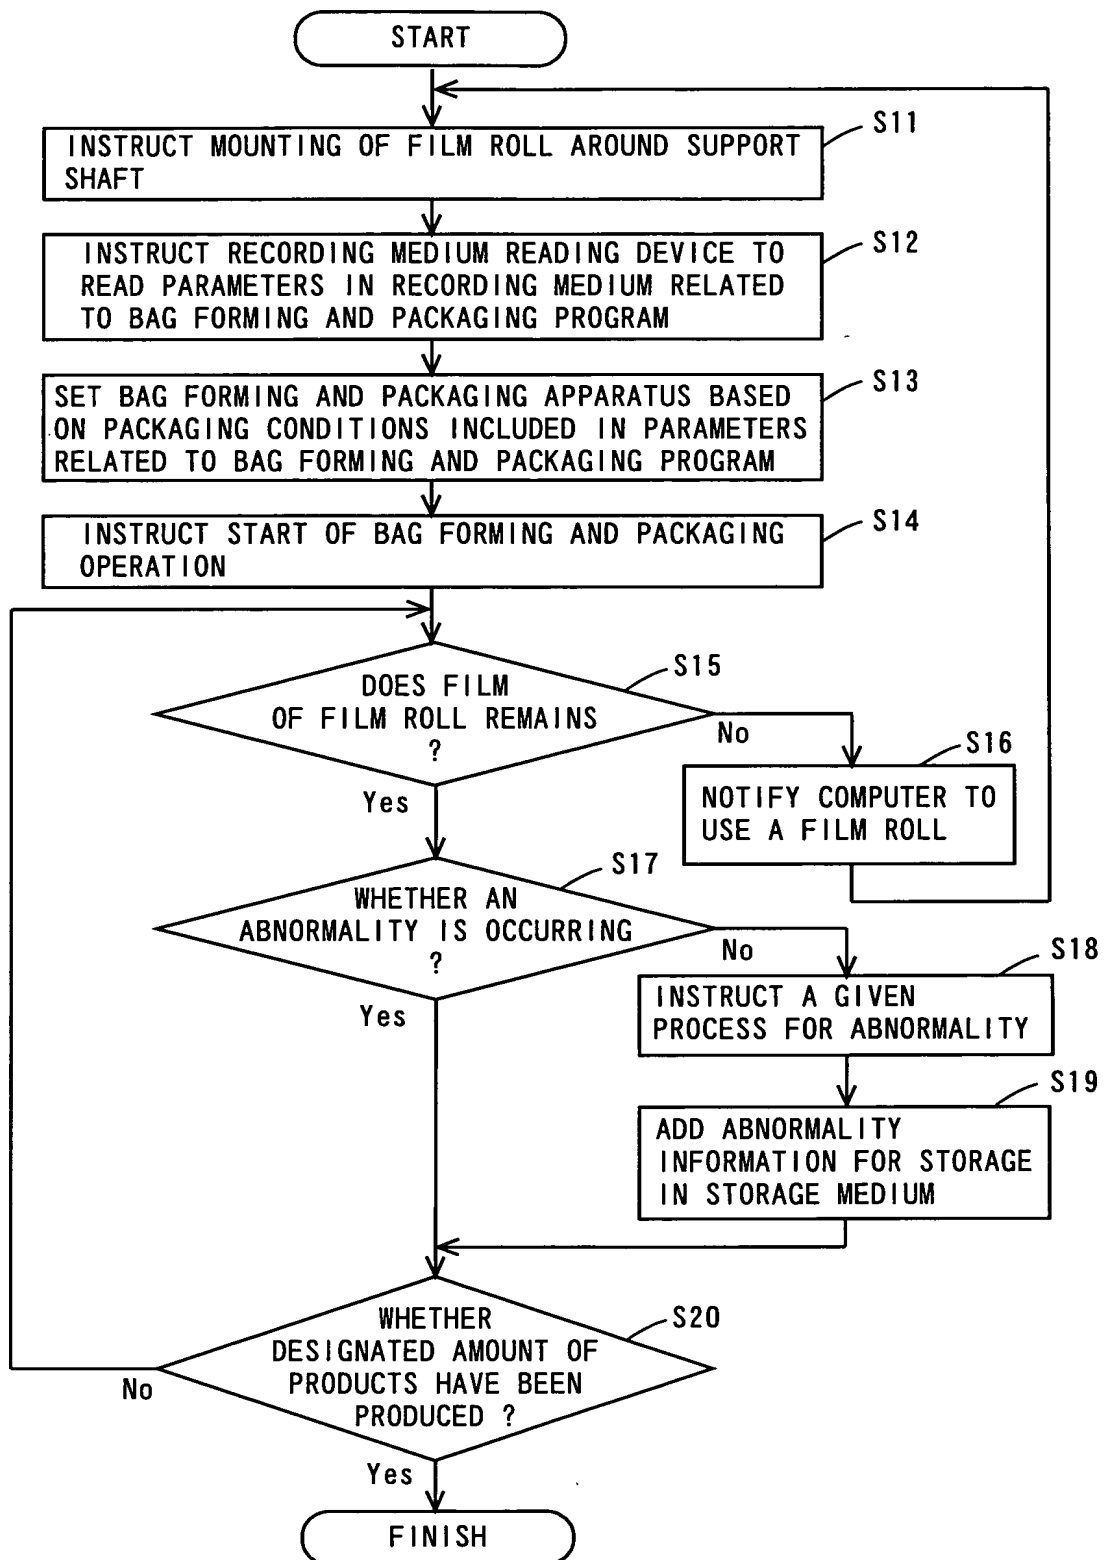 START
S11
INSTRUCT MOUNTING OF FILM ROLL AROUND SUPPORT
SHAFT
S12
INSTRUCT RECORDING MEDIUM READING DEVICE TO
READ PARAMETERS IN RECORDING MEDIUM RELATED
TO BAG FORMING AND PACKAGING PROGRAM
S13
SET BAG FORMING AND PACKAGING APPARATUS BASED
ON PACKAGING CONDITIONS INCLUDED IN PARAMETERS
RELATED TO BAG FORMING AND PACKAGING PROGRAM
S14
INSTRUCT START OF BAG FORMING AND PACKAGING
OPERATION
S15
DOES FILM
OF FILM ROLL REMAINS
?
No
Yes
S16
NOTIFY COMPUTER TO
USE A FILM ROLL
S17
WHETHER AN
ABNORMALITY IS OCCURRING
?
No
Yes
S18
INSTRUCT A GIVEN
PROCESS FOR ABNORMALITY
S19
ADD ABNORMALITY
INFORMATION FOR STORAGE
IN STORAGE MEDIUM
S20
WHETHER
DESIGNATED AMOUNT OF
PRODUCTS HAVE BEEN
PRODUCED ?
No
Yes
FINISH